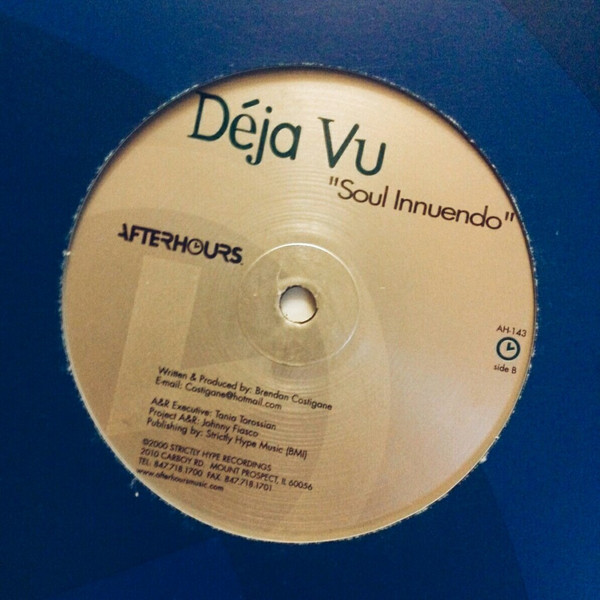 Déja Vu
"Soul Innuendo"
AFTERHOURS
AH-143
side B
Written & Produced by: Brendan Costigane
E-mail: Costigane@hotmail.com
A&R Executive: Tania Tarossian
Project A&R: Johnny Fiasco
Publishing by: Strictly Hype Music (BMI)
©2000 STRICTLY HYPE RECORDINGS
2010 CARBOY RD. MOUNT PROSPECT, IL 60056
TEL: 847.718.1700 FAX: 847.718.1701
www.afterhoursmusic.com